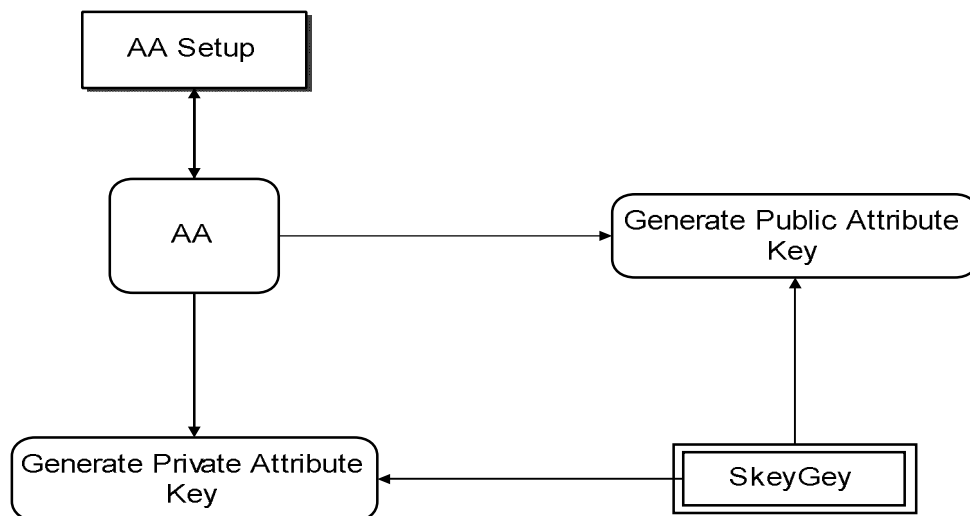 AA Setup
AA
Generate Public Attribute
Key
Generate Private Attribute
Key
SkeyGey